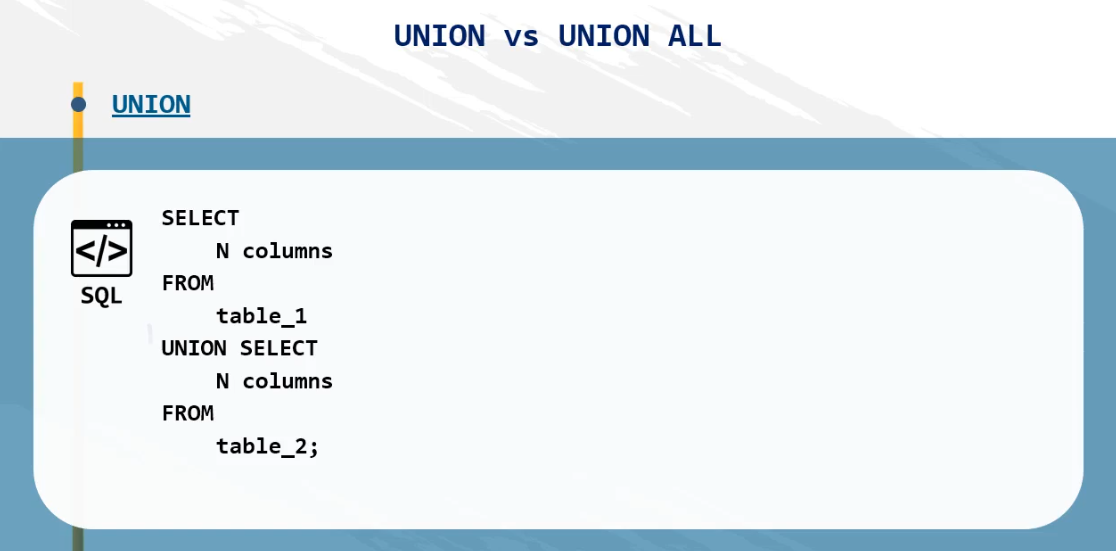 UNION vs UNION ALL
UNION
</>
SQL
SELECT
N columns
FROM
table_1
UNION SELECT
N columns
FROM
table_2;